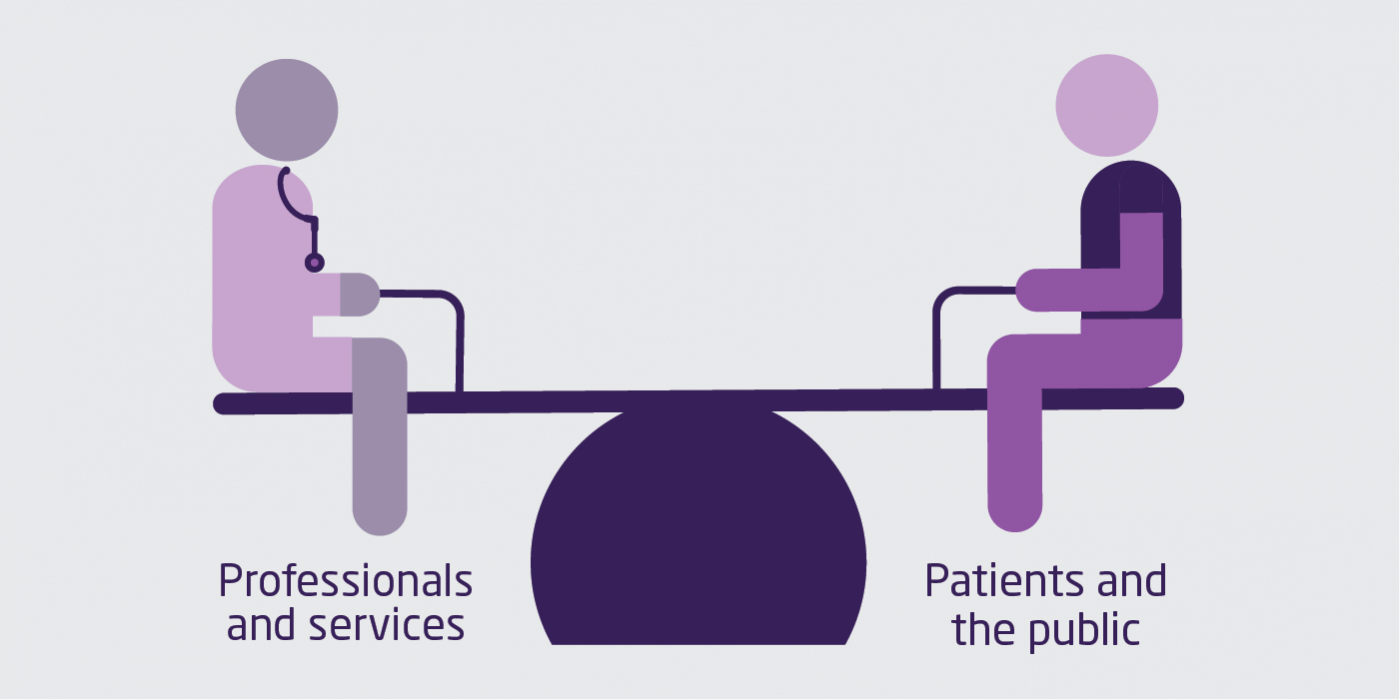 Professionals
and services
Patients and
the public